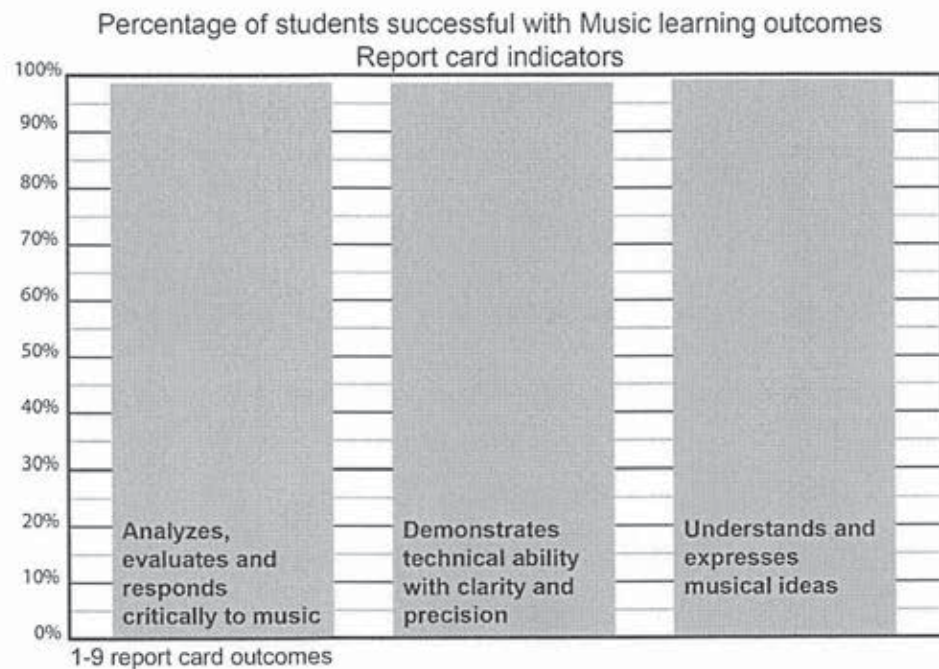 Percentage of students successful with Music learning outcomes
Report card indicators
100%
90%
80%
70%
60%
50%
40%
30%
20%
10%
0%
Analyzes,
evaluates and
responds
critically to music
Demonstrates
technical ability
with clarity and
precision
Understands and
expresses
musical ideas
1-9 report card outcomes